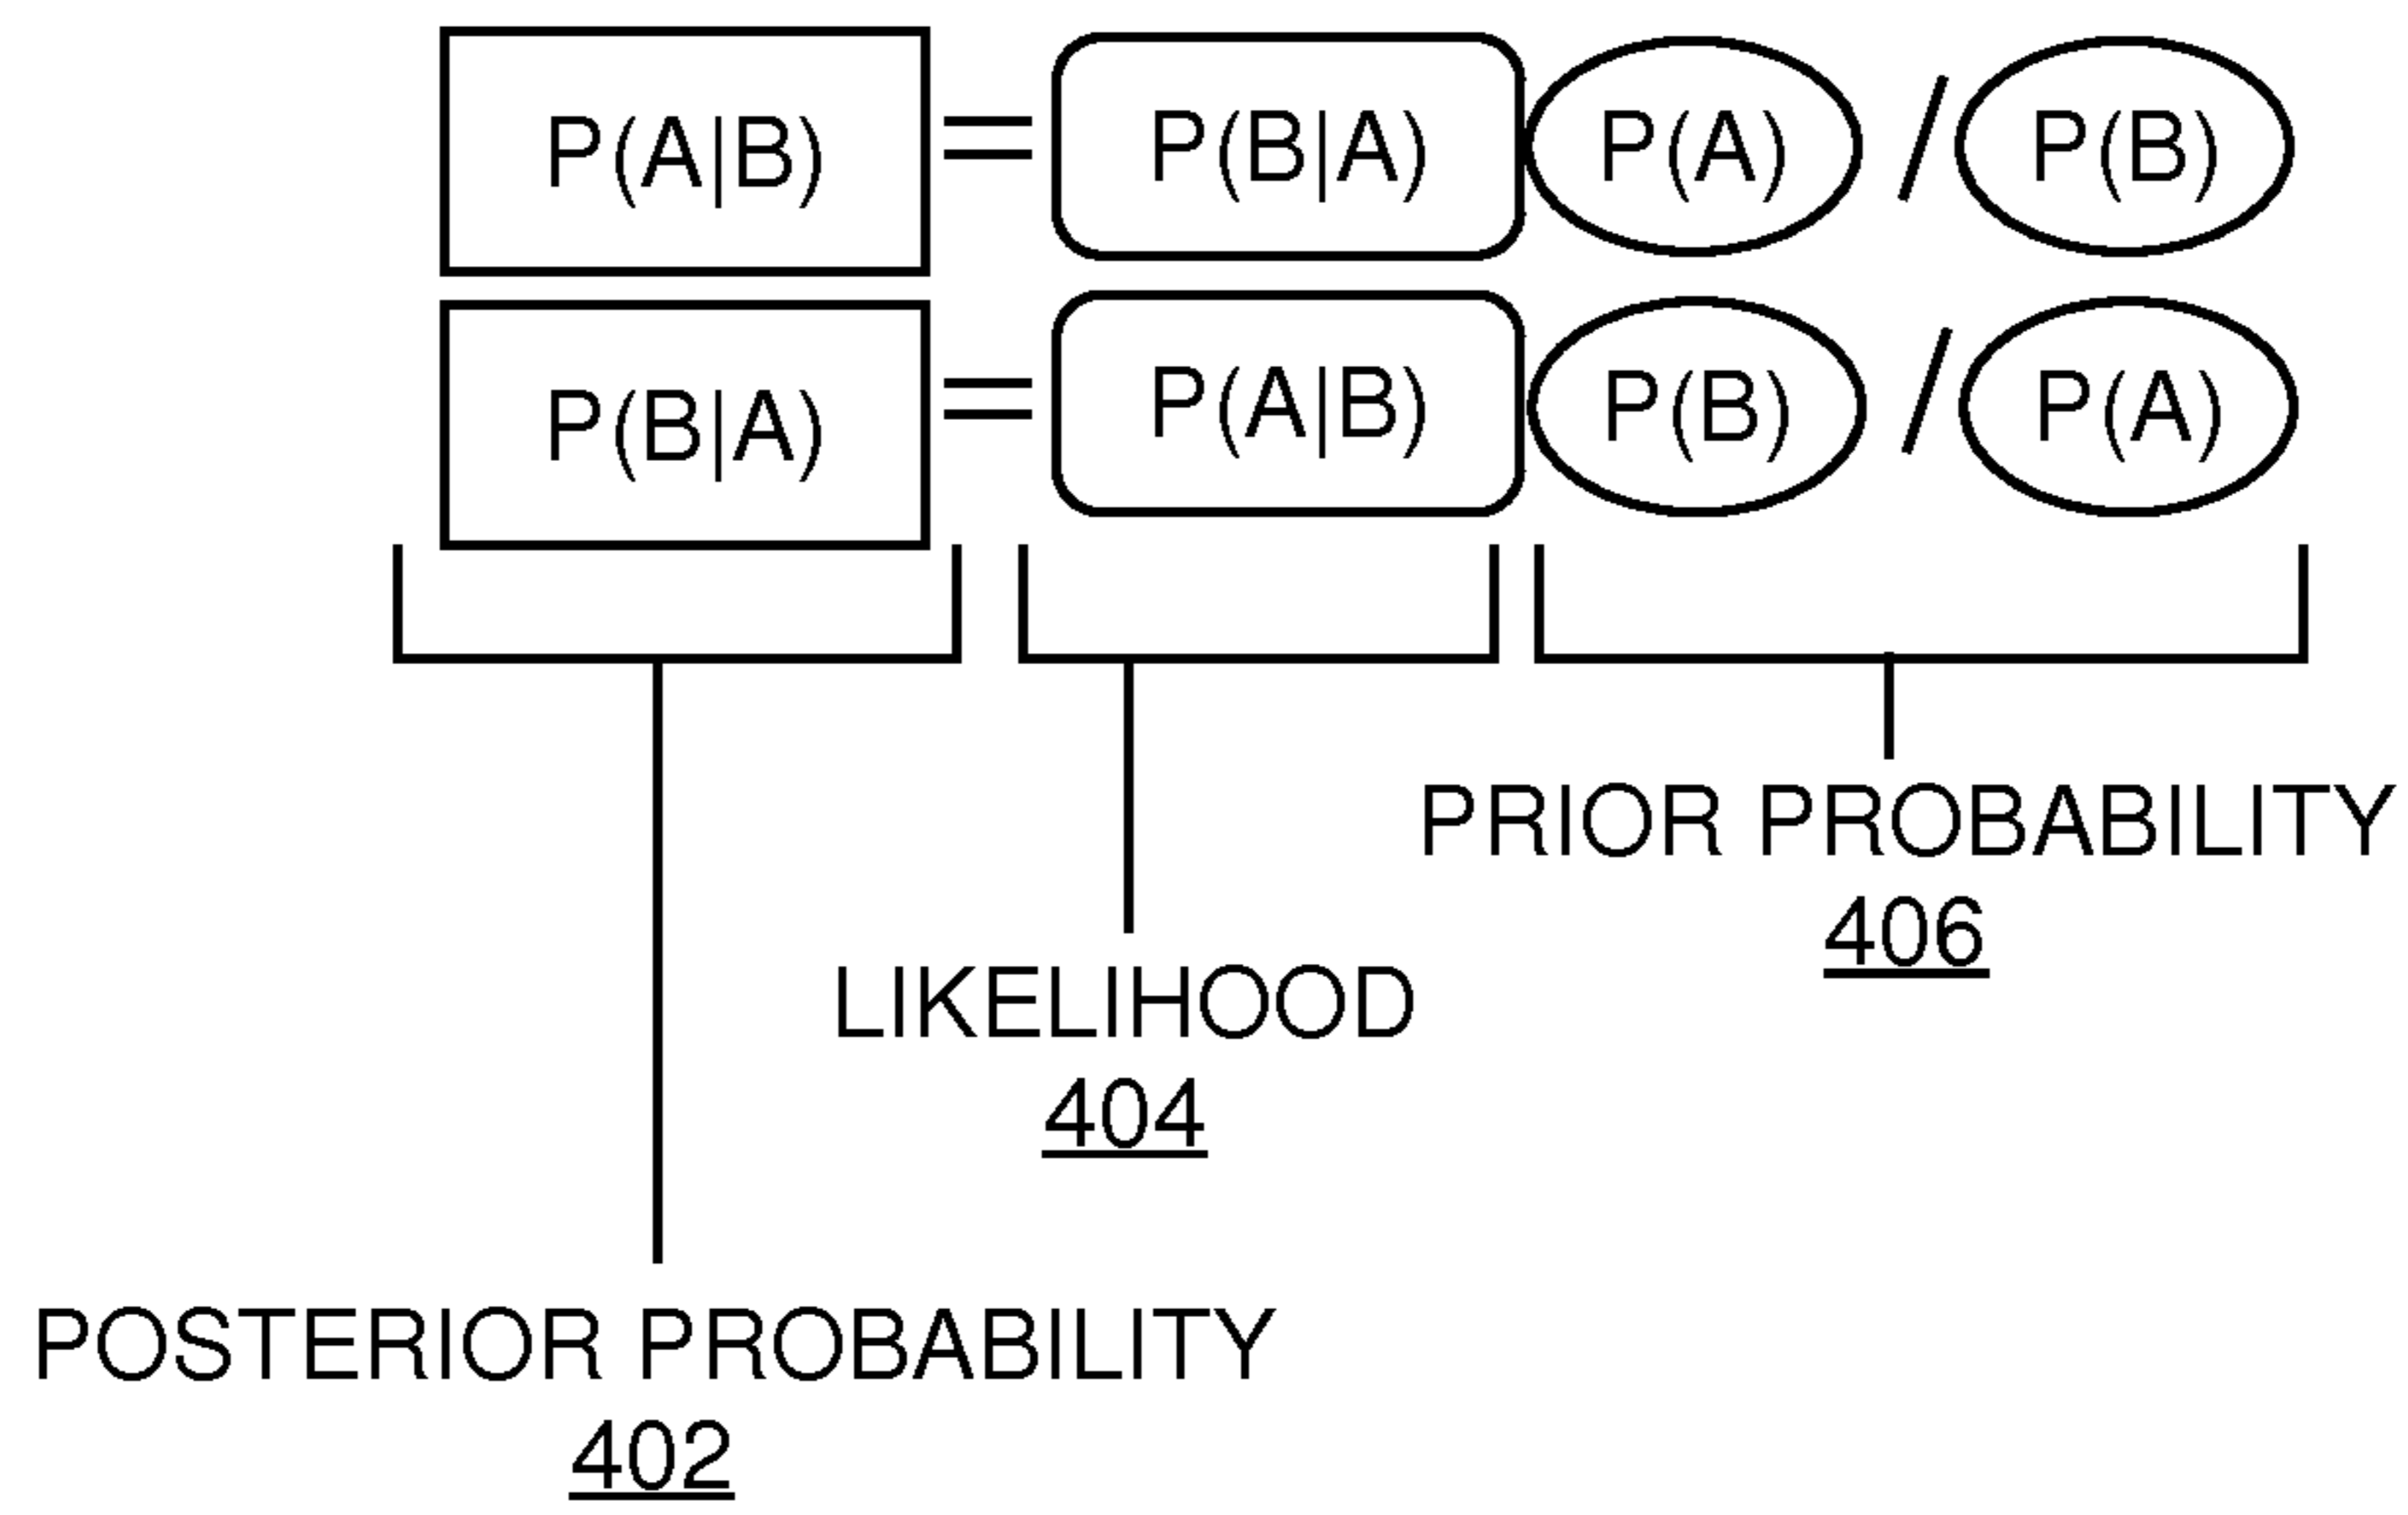 P(A|B) = P(B|A) P(A) / P(B)
P(B|A) = P(A|B) P(B) / P(A)
PRIOR PROBABILITY
406
LIKELIHOOD
404
POSTERIOR PROBABILITY
402